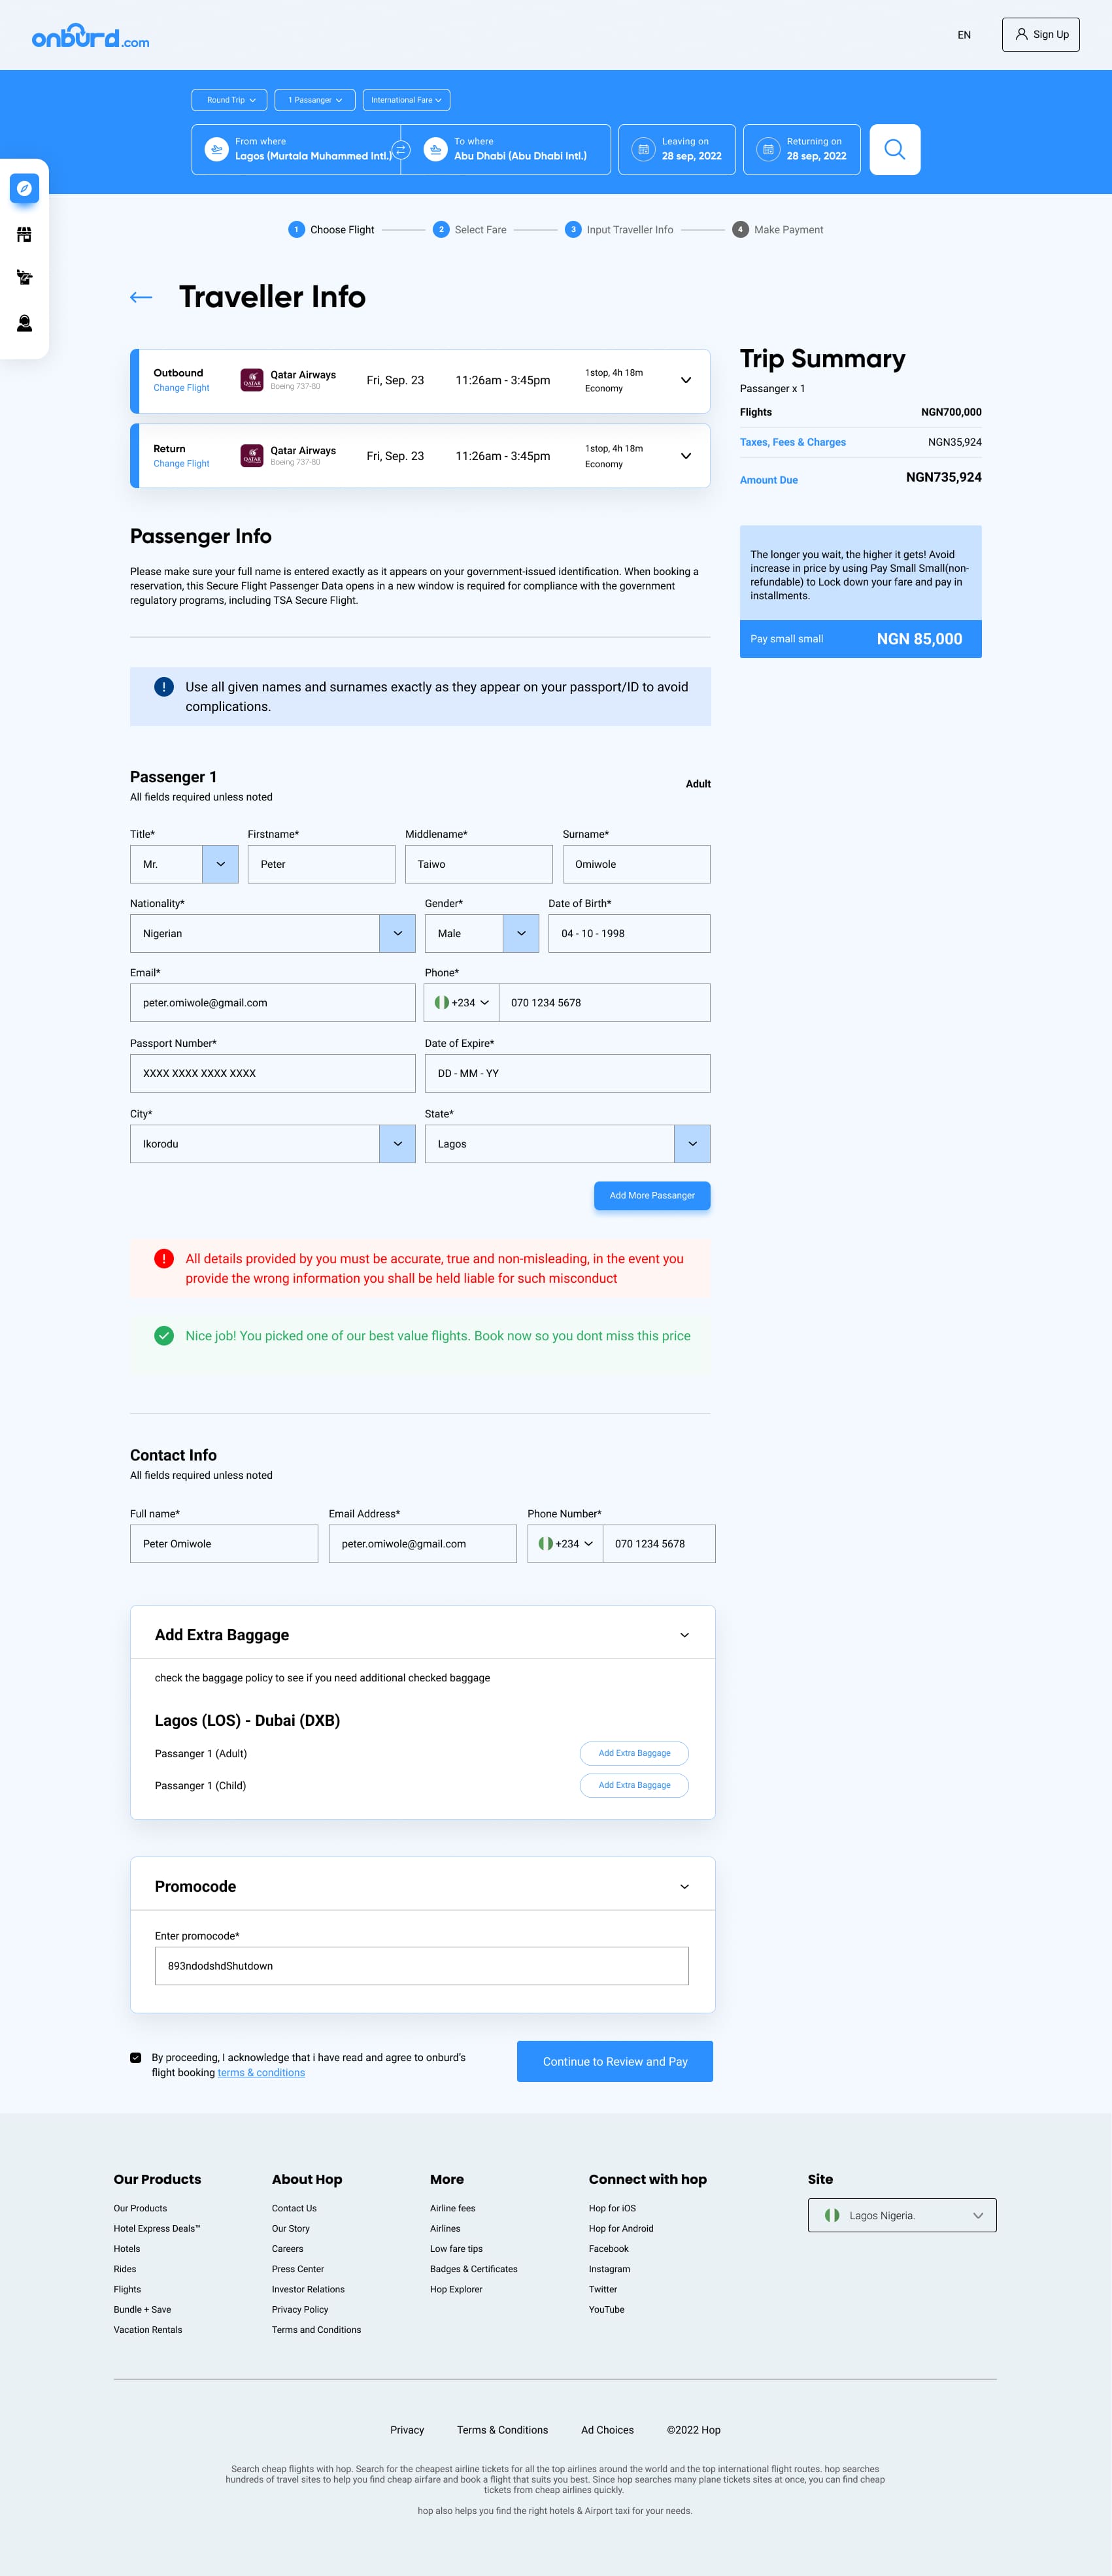 onburd.com
EN
Sign Up
Round Trip
1 Passanger
International Fare
From where
Lagos (Murtala Muhammed Intl.)
To where
Abu Dhabi (Abu Dhabi Intl.)
Leaving on
28 sep, 2022
Returning on
28 sep, 2022
1 Choose Flight
2 Select Fare
3 Input Traveller Info
4 Make Payment
Traveller Info
Outbound
Change Flight
QATAR
Qatar Airways
Boeing 737-80
Fri, Sep. 23
11:26am - 3:45pm
1stop, 4h 18m
Economy
Return
Change Flight
QATAR
Qatar Airways
Boeing 737-80
Fri, Sep. 23
11:26am - 3:45pm
1stop, 4h 18m
Economy
Trip Summary
Passanger x 1
Flights NGN700,000
Taxes, Fees & Charges NGN35,924
Amount Due NGN735,924
The longer you wait, the higher it gets! Avoid
increase in price by using Pay Small Small(non-
refundable) to Lock down your fare and pay in
installments.
Pay small small NGN 85,000
Passenger Info
Please make sure your full name is entered exactly as it appears on your government-issued identification. When booking a
reservation, this Secure Flight Passenger Data opens in a new window is required for compliance with the government
regulatory programs, including TSA Secure Flight.
Use all given names and surnames exactly as they appear on your passport/ID to avoid
complications.
Passenger 1
All fields required unless noted
Adult
Title* Firstname* Middlename* Surname*
Mr. Peter Taiwo Omiwole
Nationality* Gender* Date of Birth*
Nigerian Male 04 - 10 - 1998
Email* Phone*
peter.omiwole@gmail.com +234 070 1234 5678
Passport Number* Date of Expire*
XXXX XXXX XXXX XXXX DD - MM - YY
City* State*
Ikorodu Lagos
Add More Passanger
All details provided by you must be accurate, true and non-misleading, in the event you
provide the wrong information you shall be held liable for such misconduct
Nice job! You picked one of our best value flights. Book now so you dont miss this price
Contact Info
All fields required unless noted
Full name* Email Address* Phone Number*
Peter Omiwole peter.omiwole@gmail.com +234 070 1234 5678
Add Extra Baggage
check the baggage policy to see if you need additional checked baggage
Lagos (LOS) - Dubai (DXB)
Passanger 1 (Adult) Add Extra Baggage
Passanger 1 (Child) Add Extra Baggage
Promocode
Enter promocode*
893ndodshdShutdown
By proceeding, I acknowledge that i have read and agree to onburd's
flight booking terms & conditions
Continue to Review and Pay
Our Products
Our Products
Hotel Express Deals™
Hotels
Rides
Flights
Bundle + Save
Vacation Rentals
About Hop
Contact Us
Our Story
Careers
Press Center
Investor Relations
Privacy Policy
Terms and Conditions
More
Airline fees
Airlines
Low fare tips
Badges & Certificates
Hop Explorer
Connect with hop
Hop for iOS
Hop for Android
Facebook
Instagram
Twitter
YouTube
Site
Lagos Nigeria.
Privacy Terms & Conditions Ad Choices ©2022 Hop
Search cheap flights with hop. Search for the cheapest airline tickets for all the top airlines around the world and the top international flight routes. hop searches
hundreds of travel sites to help you find cheap airfare and book a flight that suits you best. Since hop searches many plane tickets sites at once, you can find cheap
tickets from cheap airlines quickly.
hop also helps you find the right hotels & Airport taxi for your needs.